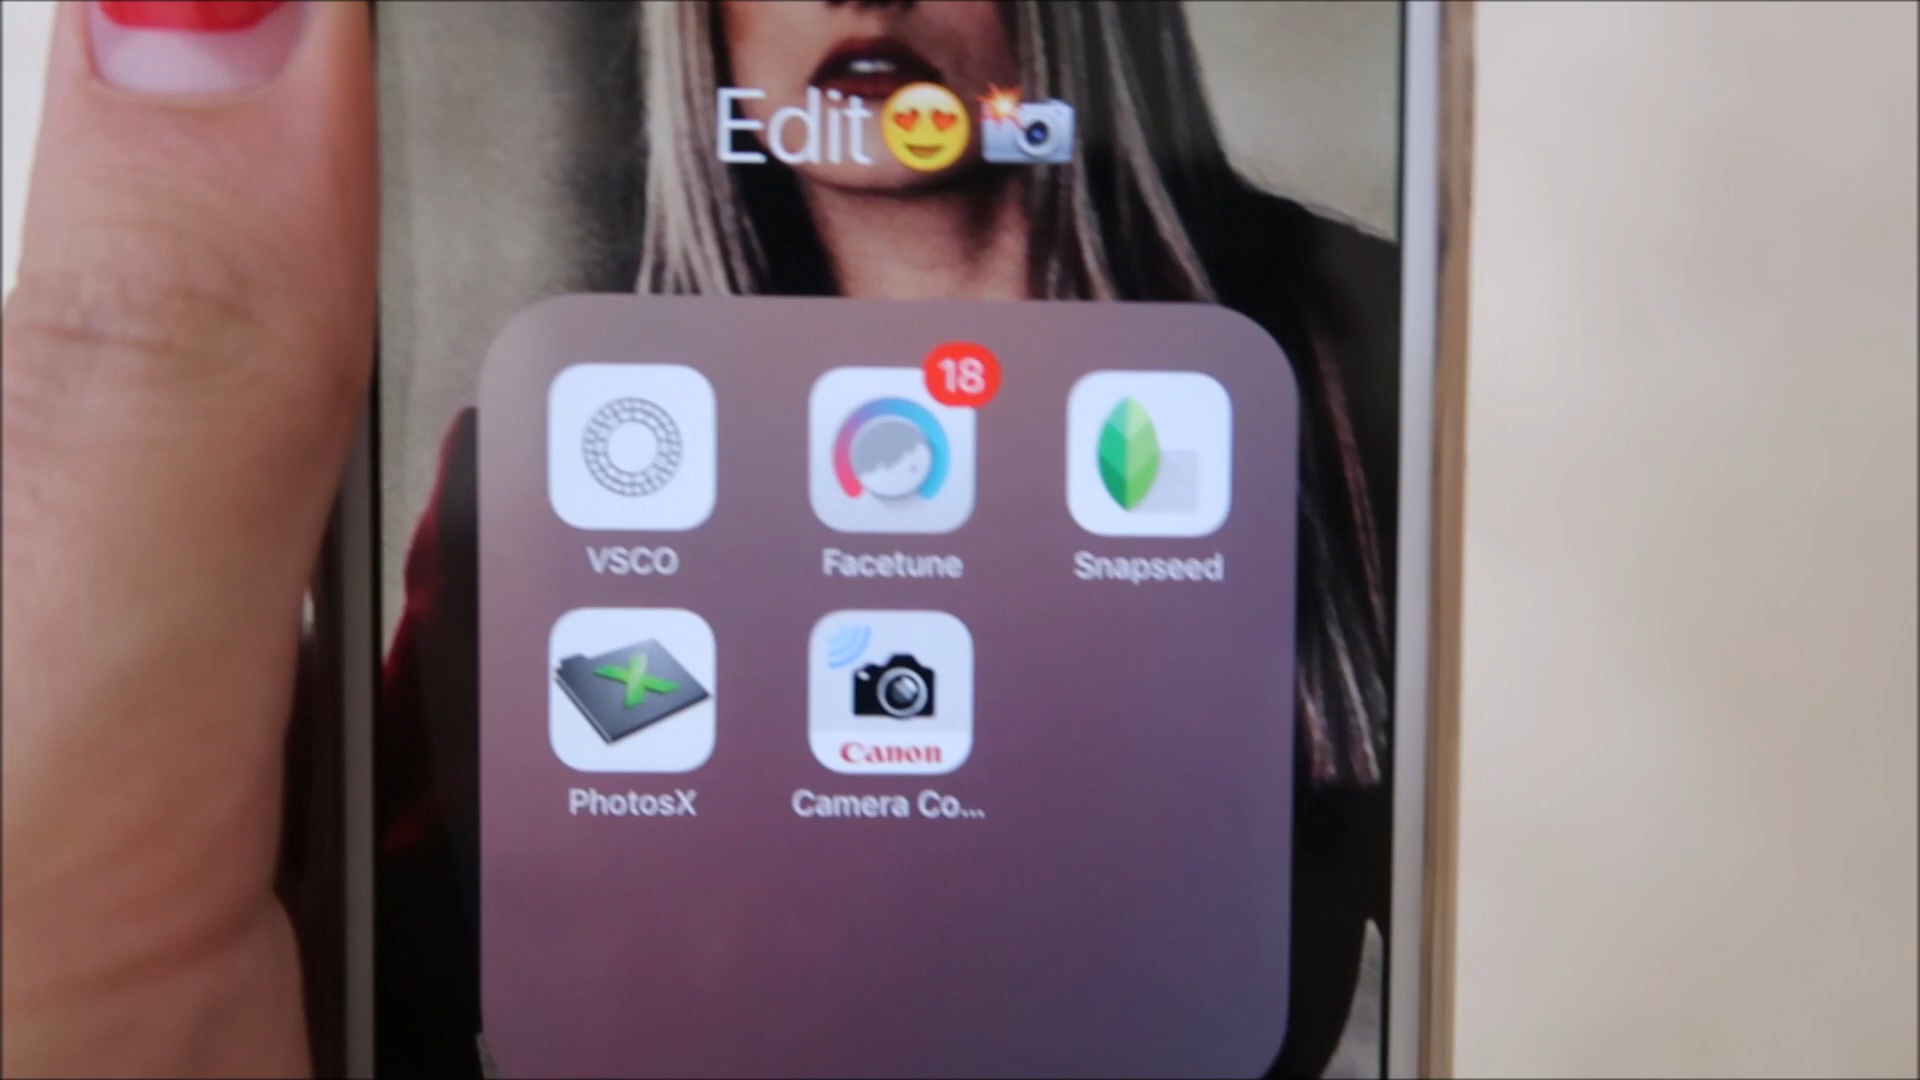 Edit😍📸
18
VSCO Facetune Snapseed
Canon
PhotosX Camera Co...